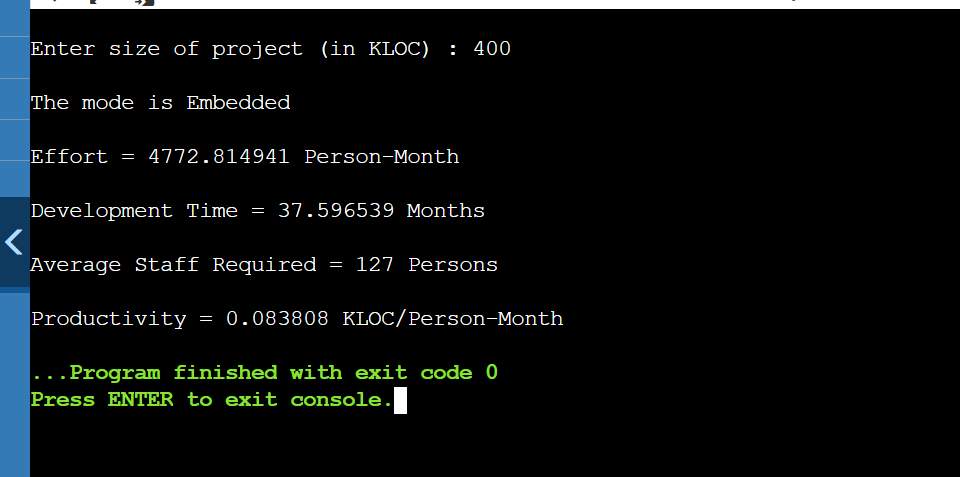 Enter size of project (in KLOC) : 400
The mode is Embedded
Effort = 4772.814941 Person-Month
Development Time = 37.596539 Months
Average Staff Required = 127 Persons
Productivity = 0.083808 KLOC/Person-Month
...Program finished with exit code 0
Press ENTER to exit console.